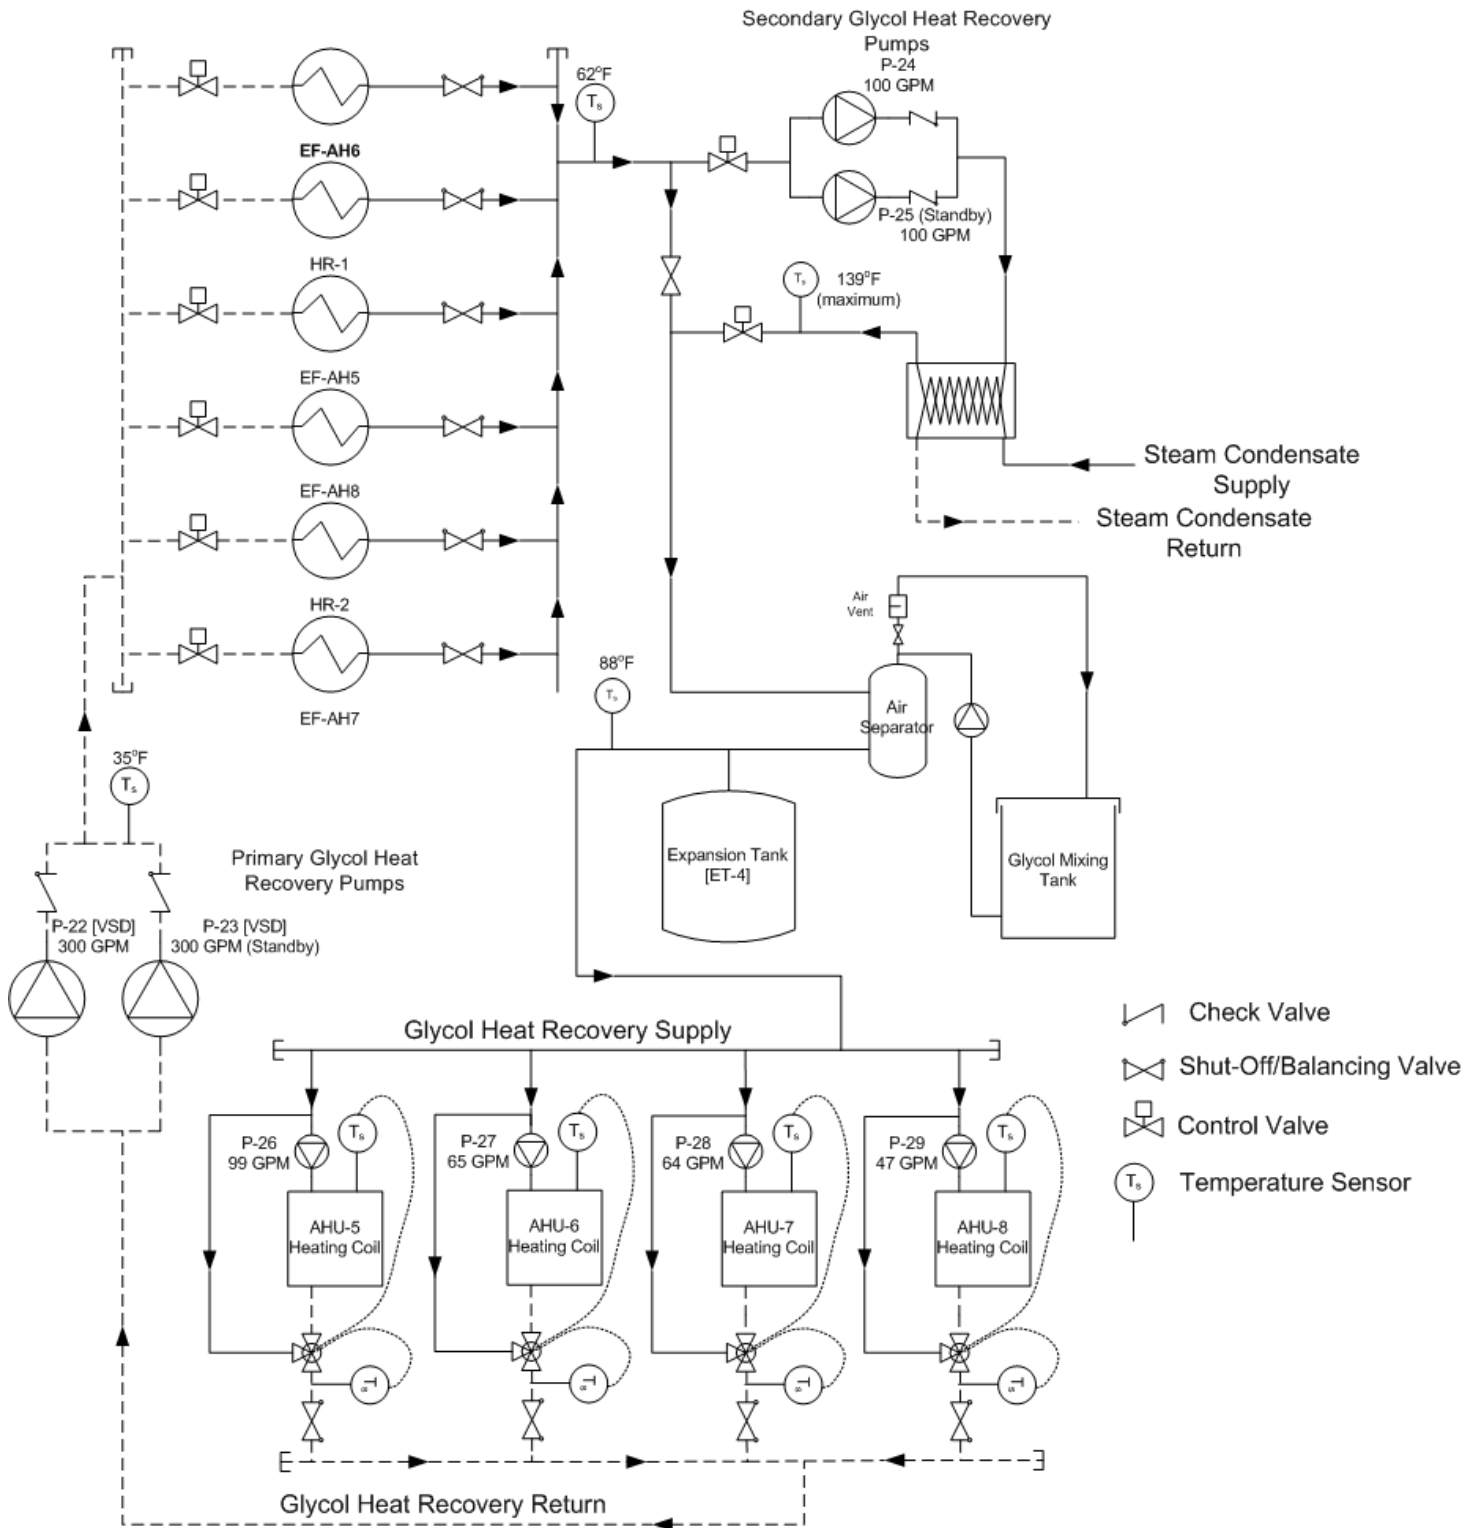 Secondary Glycol Heat Recovery
Pumps
P-24
100 GPM
62°F
Ts
EF-AH6
P-25 (Standby)
100 GPM
HR-1
Ts
139°F
(maximum)
EF-AH5
Steam Condensate
Supply
EF-AH8
Steam Condensate
Return
HR-2
Air
Vent
88°F
Ts
EF-AH7
Air
Separator
35°F
Ts
Primary Glycol Heat
Recovery Pumps
Expansion Tank
[ET-4]
Glycol Mixing
Tank
P-22 [VSD]
300 GPM
P-23 [VSD]
300 GPM (Standby)
Glycol Heat Recovery Supply
Check Valve
Shut-Off/Balancing Valve
Control Valve
Ts
Temperature Sensor
P-26
99 GPM
Ts
P-27
65 GPM
Ts
P-28
64 GPM
Ts
P-29
47 GPM
Ts
AHU-5
Heating Coil
AHU-6
Heating Coil
AHU-7
Heating Coil
AHU-8
Heating Coil
Ts
Ts
Ts
Ts
Glycol Heat Recovery Return